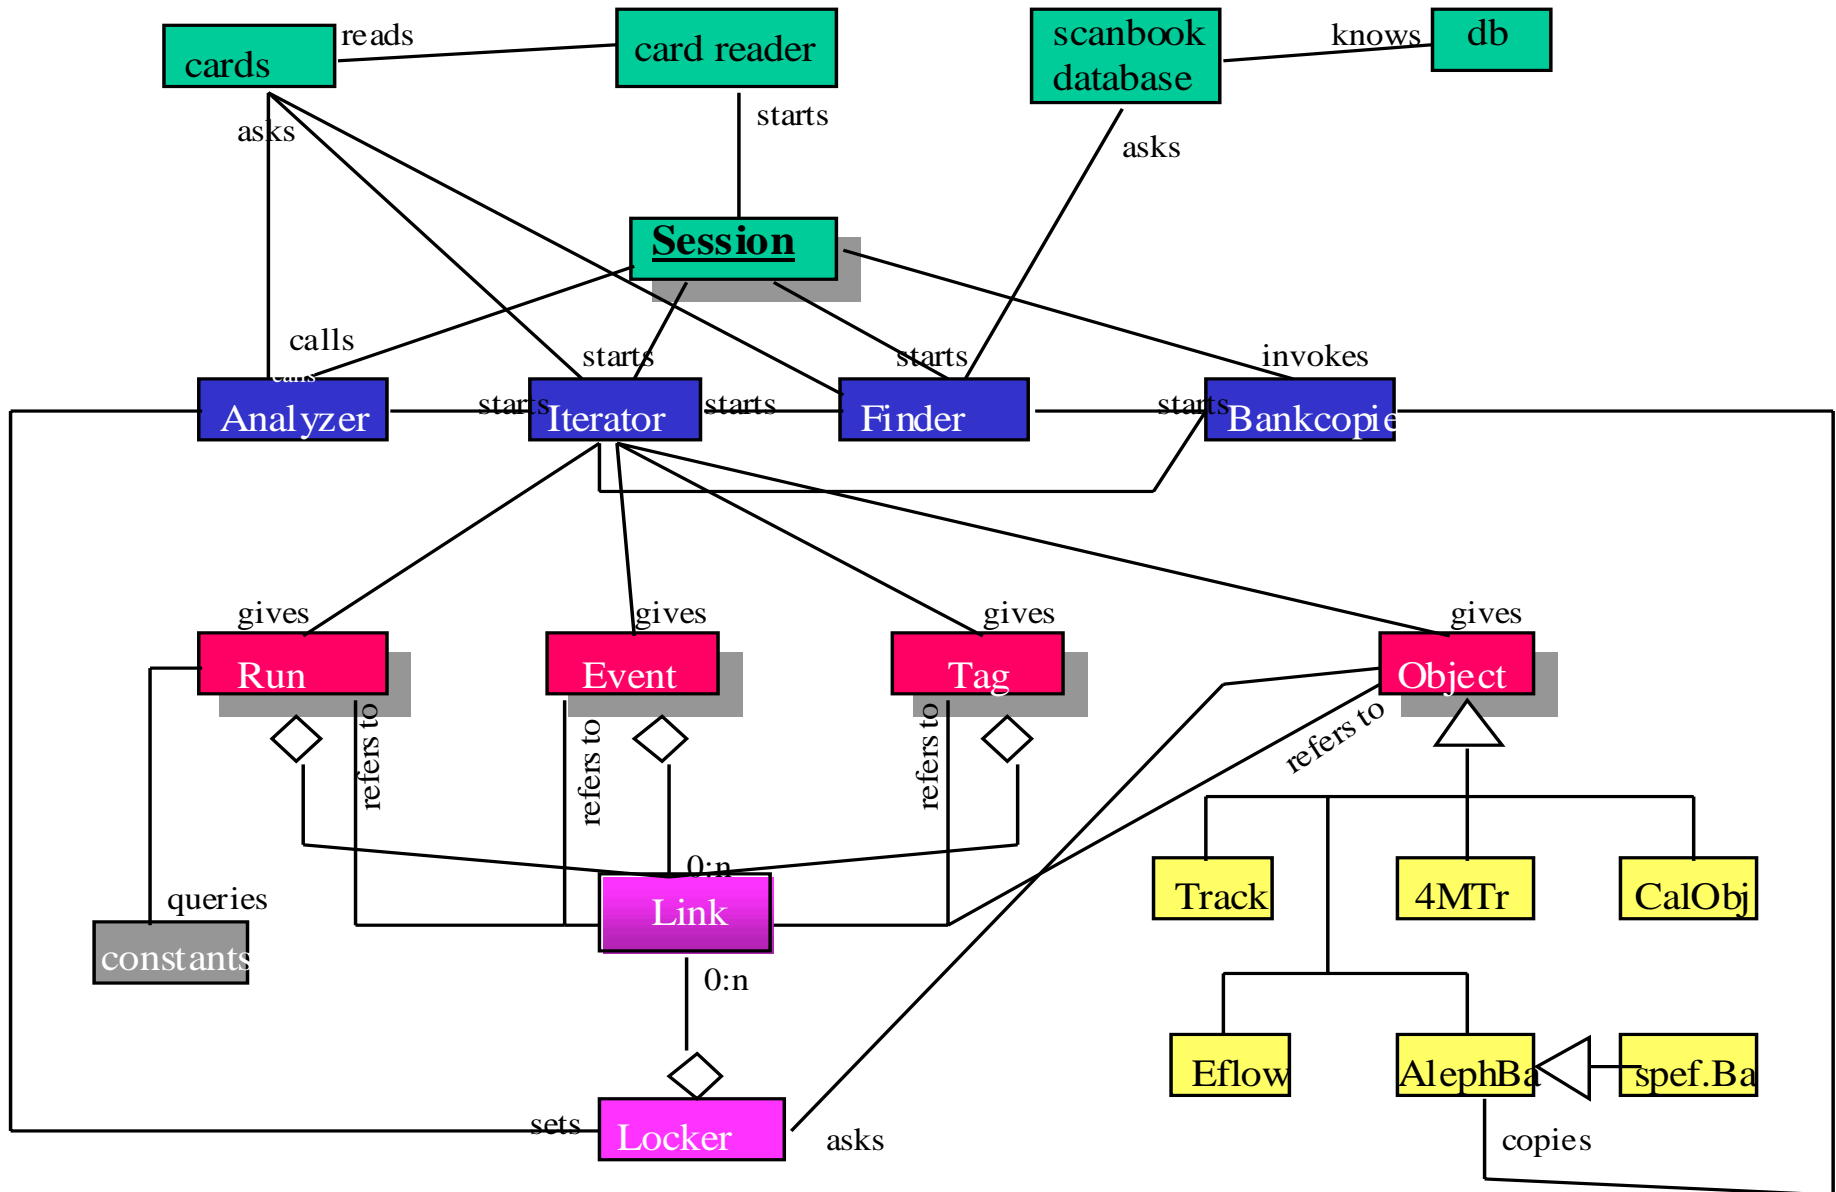 reads
cards
card reader
scanbook
database
knows
db
asks
starts
asks
Session
calls
starts
starts
invokes
calls
Analyzer
starts
Iterator
starts
Finder
starts
Bankcopie
gives
gives
gives
gives
Run
Event
Tag
Object
refers to
refers to
refers to
refers to
0:n
queries
Link
Track
4MTr
CalObj
constants
0:n
Eflow
AlephBa
spef.Ba
sets
Locker
asks
copies